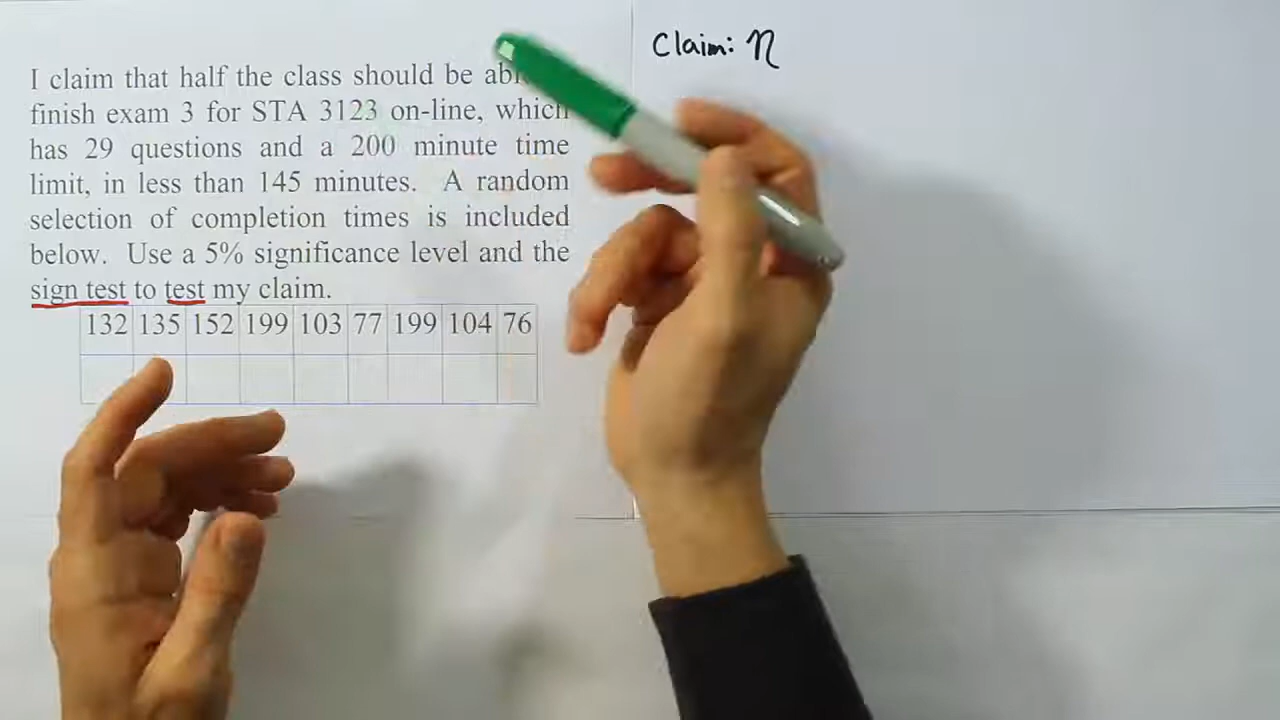 Claim: η
I claim that half the class should be
finish exam 3 for STA 3123 on-line, which
has 29 questions and a 200 minute time
limit, in less than 145 minutes. A random
selection of completion times is included
below. Use a 5% significance level and the
sign test to test my claim.
132 135 152 199 103 77 199 104 76